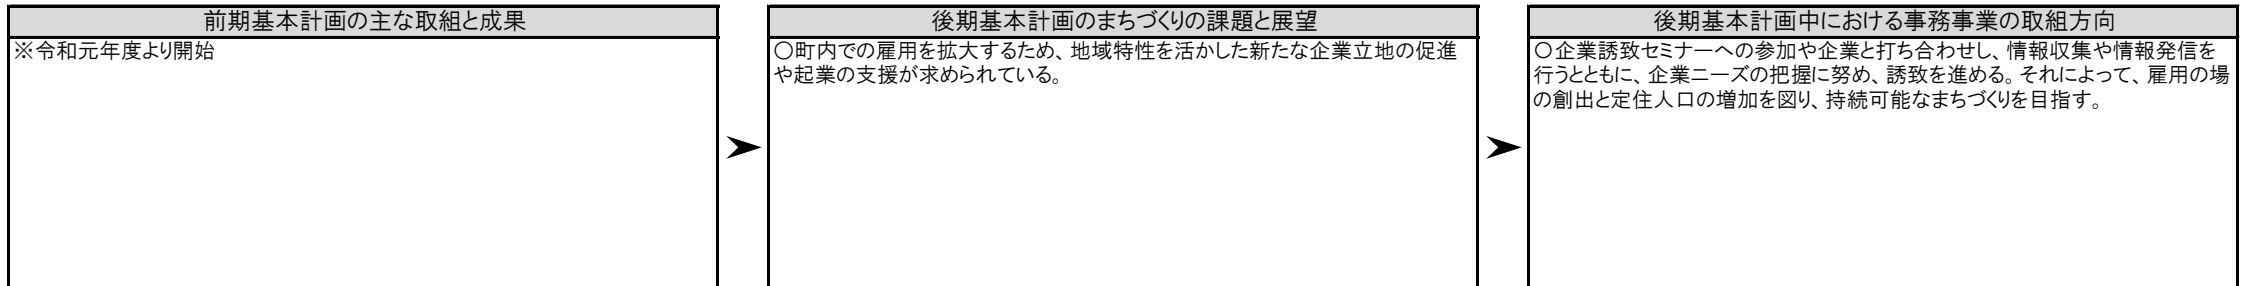 前期基本計画の主な取組と成果
※令和元年度より開始
後期基本計画のまちづくりの課題と展望
○町内での雇用を拡大するため、地域特性を活かした新たな企業立地の促進
や起業の支援が求められている。
後期基本計画中における事務事業の取組方向
○企業誘致セミナーへの参加や企業と打ち合わせし、情報収集や情報発信を
行うとともに、企業ニーズの把握に努め、誘致を進める。それによって、雇用の場
の創出と定住人口の増加を図り、持続可能なまちづくりを目指す。